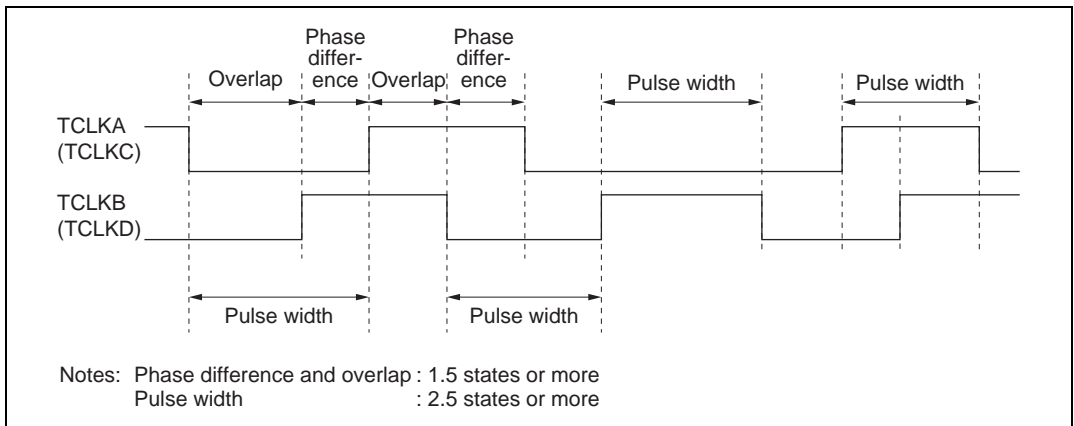 Phase
differ-
ence
Phase
differ-
ence
Overlap
Overlap
Pulse width
Pulse width
TCLKA
(TCLKC)
TCLKB
(TCLKD)
Pulse width
Pulse width
Notes: Phase difference and overlap : 1.5 states or more
Pulse width : 2.5 states or more